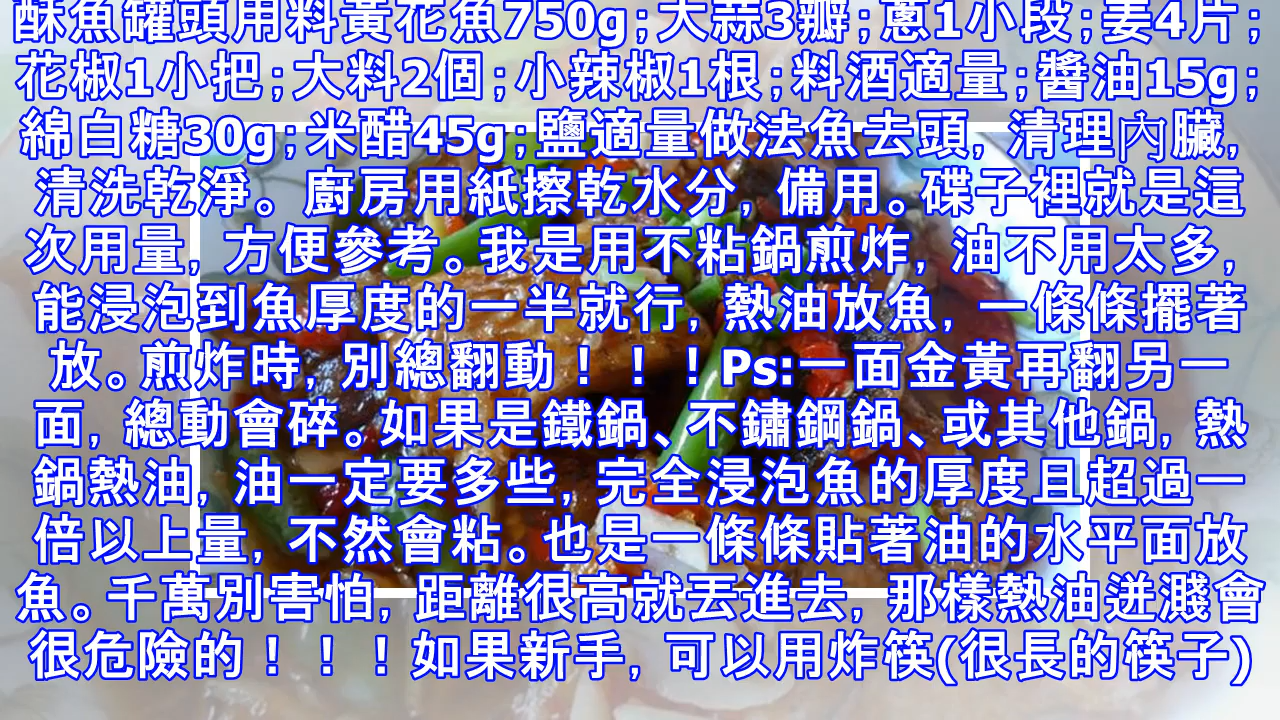 酥魚罐頭用料黃花魚750g;大蒜3瓣;蔥1小段;姜4片;
花椒1小把;大料2個;小辣椒1根;料酒適量;醬油15g;
綿白糖30g;米醋45g;鹽適量做法魚去頭, 清理內臟,
清洗乾淨。廚房用紙擦乾水分, 備用。碟子裡就是這
次用量, 方便參考。我是用不粘鍋煎炸, 油不用太多,
能浸泡到魚厚度的一半就行, 熱油放魚, 一條條擺著
放。煎炸時, 別總翻動!!!Ps:一面金黃再翻另一
面, 總動會碎。如果是鐵鍋、不鏽鋼鍋、或其他鍋, 熱
鍋熱油, 油一定要多些, 完全浸泡魚的厚度且超過一
倍以上量, 不然會粘。也是一條條貼著油的水平面放
魚。千萬別害怕, 距離很高就丟進去, 那樣熱油迸濺會
很危險的!!!如果新手, 可以用炸筷(很長的筷子)